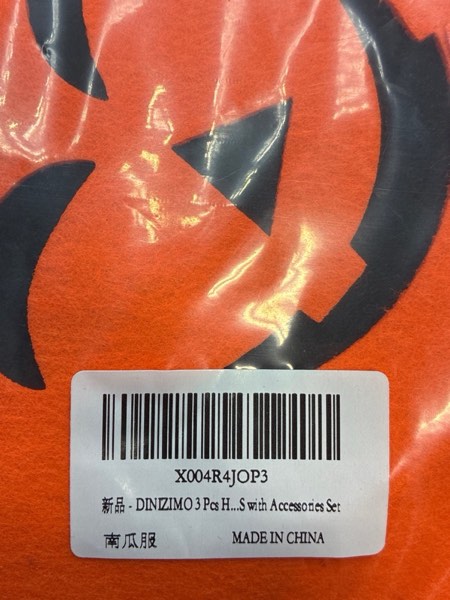 X004R4JOP3
新品 - DINIZIMO 3 Pcs H...S with Accessories Set
南瓜服 MADE IN CHINA